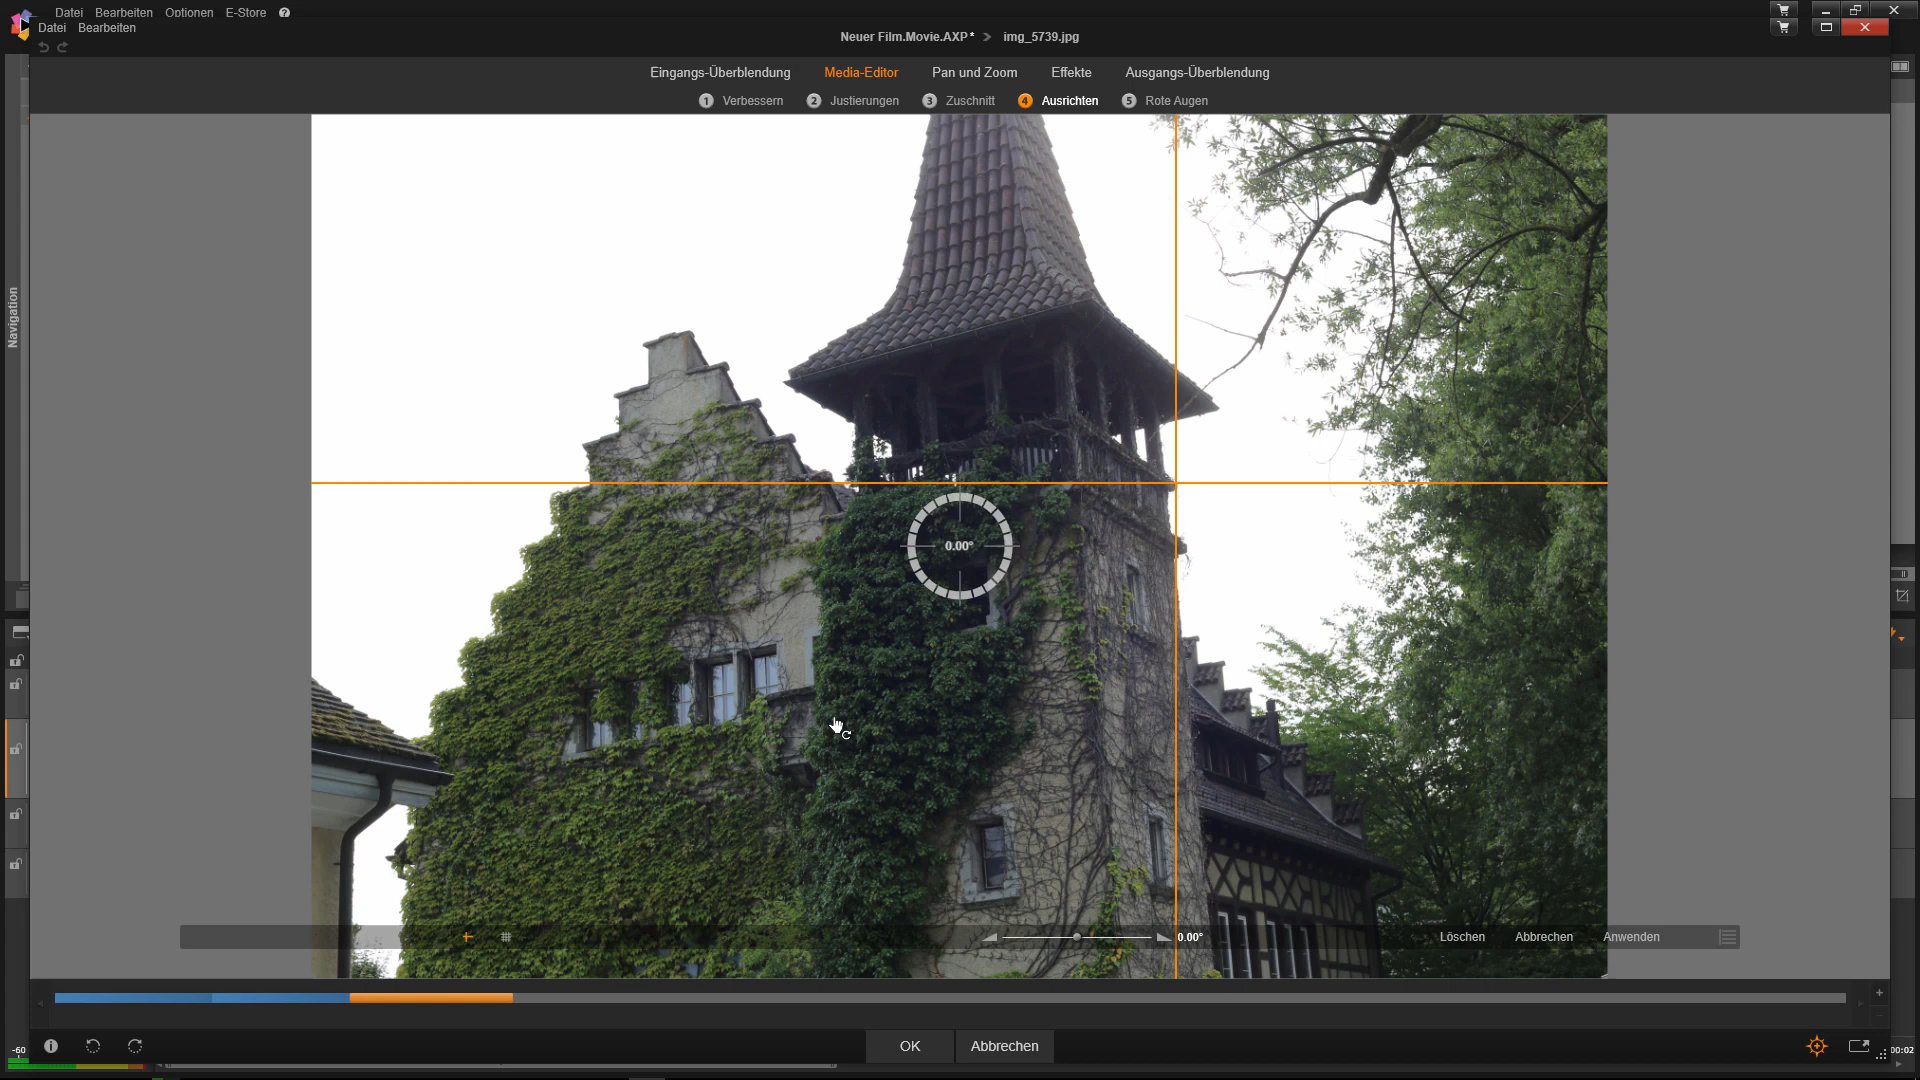 Datei Bearbeiten Optionen E-Store ?
Datei Bearbeiten
Neuer Film.Movie.AXP* > img_5739.jpg
Eingangs-Überblendung Media-Editor Pan und Zoom Effekte Ausgangs-Überblendung
1 Verbessern 2 Justierungen 3 Zuschnitt 4 Ausrichten 5 Rote Augen
Navigation
0.00°
0.00° Löschen Abbrechen Anwenden
OK Abbrechen
-60
00:02